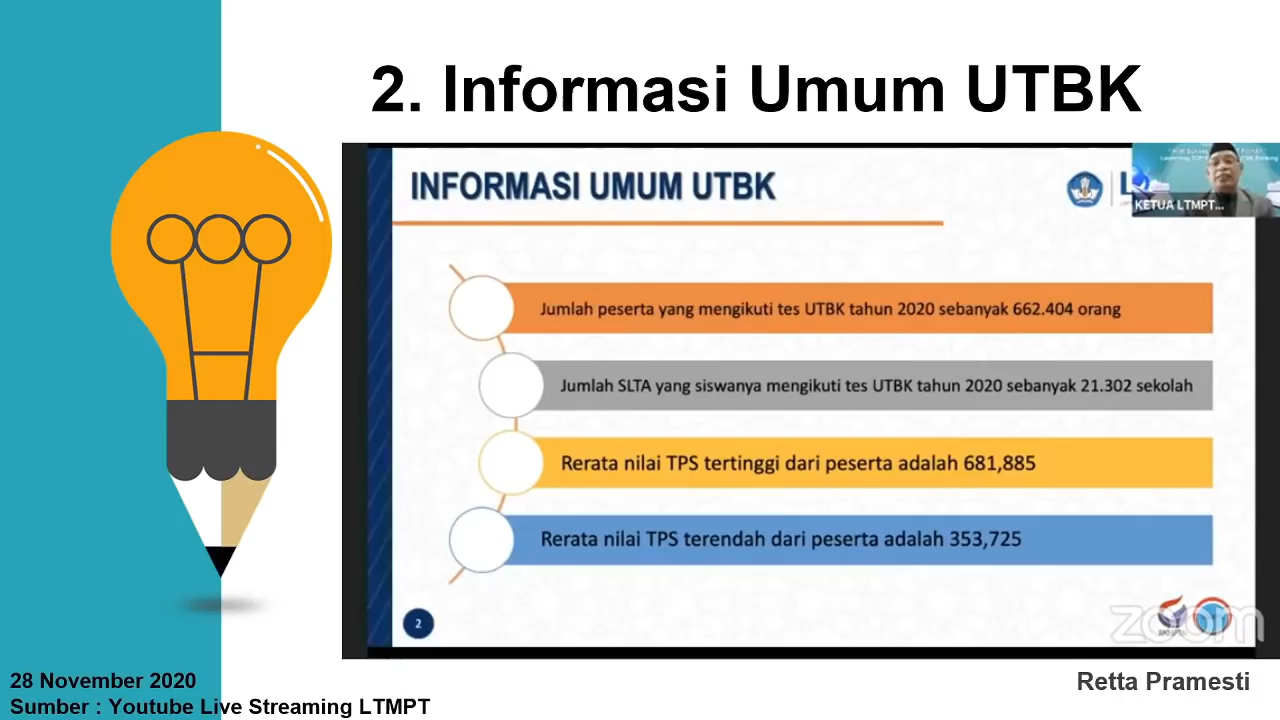 2. Informasi Umum UTBK
INFORMASI UMUM UTBK
KETUA LTMPT...
Jumlah peserta yang mengikuti tes UTBK tahun 2020 sebanyak 662.404 orang
Jumlah SLTA yang siswanya mengikuti tes UTBK tahun 2020 sebanyak 21.302 sekolah
Rerata nilai TPS tertinggi dari peserta adalah 681,885
Rerata nilai TPS terendah dari peserta adalah 353,725
2
zoom
28 November 2020
Sumber : Youtube Live Streaming LTMPT
Retta Pramesti